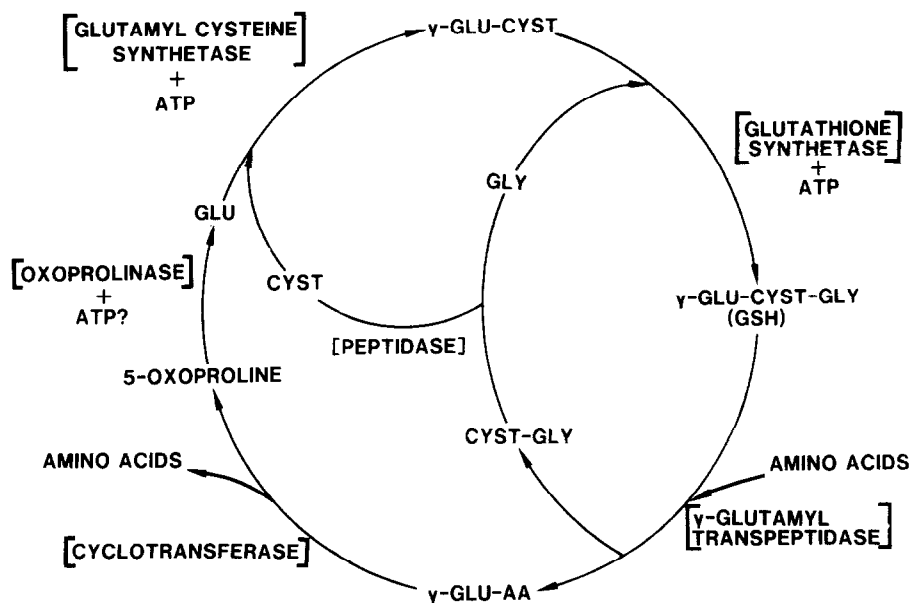 [GLUTAMYL CYSTEINE
SYNTHETASE]
+
ATP
γ-GLU-CYST
[GLUTATHIONE
SYNTHETASE]
+
ATP
GLY
GLU
CYST
[OXOPROLINASE]
+
ATP?
γ-GLU-CYST-GLY
(GSH)
[PEPTIDASE]
5-OXOPROLINE
CYST-GLY
AMINO ACIDS
AMINO ACIDS
[γ-GLUTAMYL
TRANSPEPTIDASE]
[CYCLOTRANSFERASE]
γ-GLU-AA